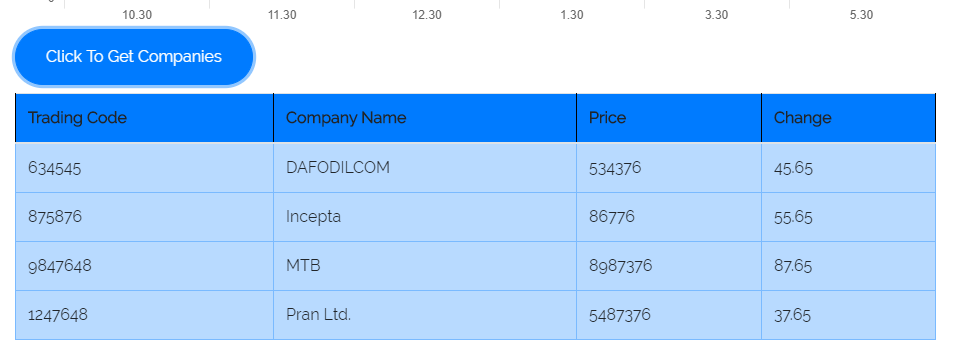 10.30 11.30 12.30 1.30 3.30 5.30
Click To Get Companies
Trading Code Company Name Price Change
634545 DAFODILCOM 534376 45.65
875876 Incepta 86776 55.65
9847648 MTB 8987376 87.65
1247648 Pran Ltd. 5487376 37.65